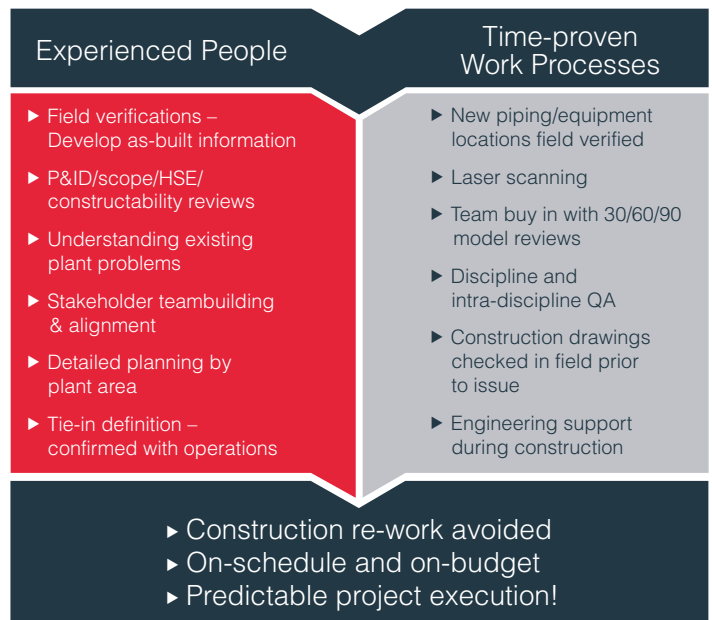 Experienced People
Time-proven
Work Processes
▶ Field verifications –
Develop as-built information
▶ P&ID/scope/HSE/
constructability reviews
▶ Understanding existing
plant problems
▶ Stakeholder teambuilding
& alignment
▶ Detailed planning by
plant area
▶ Tie-in definition –
confirmed with operations
▶ New piping/equipment
locations field verified
▶ Laser scanning
▶ Team buy in with 30/60/90
model reviews
▶ Discipline and
intra-discipline QA
▶ Construction drawings
checked in field prior
to issue
▶ Engineering support
during construction
▶ Construction re-work avoided
▶ On-schedule and on-budget
▶ Predictable project execution!